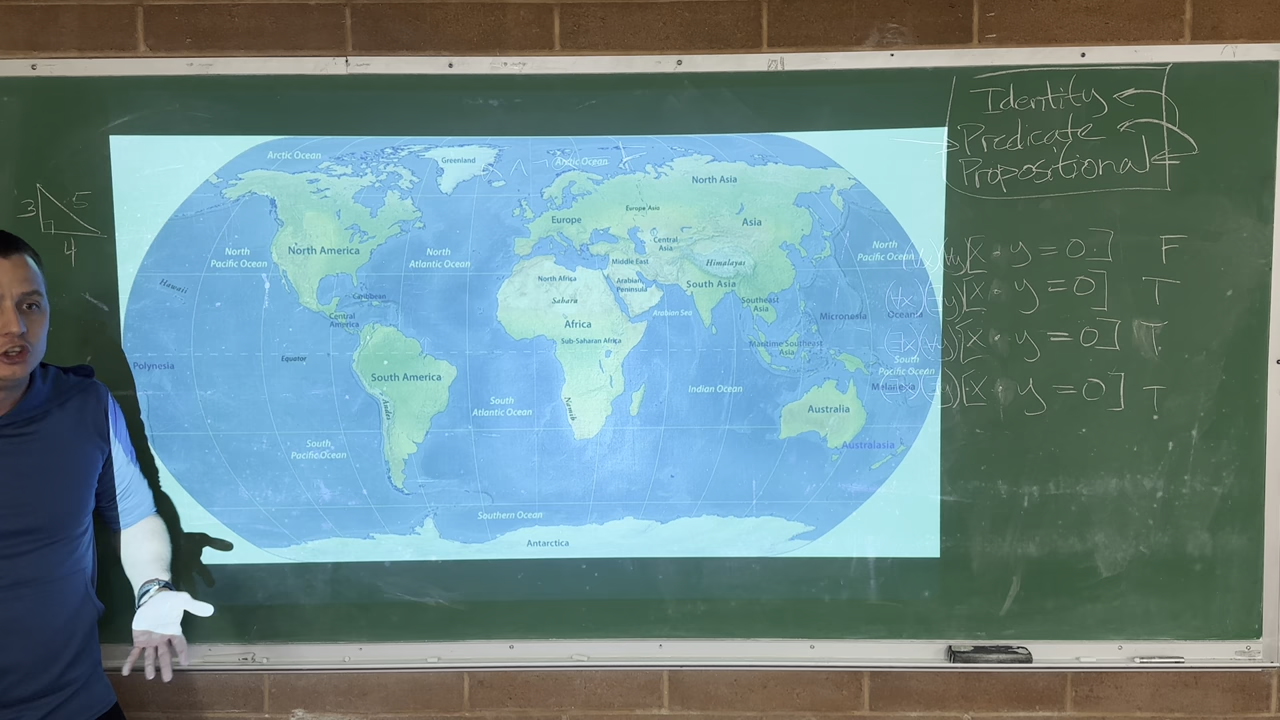 Identity
Predicate
Propositional
3 5
4
(∀x)(∀y)[x · y = 0] F
(∀x)(∃y)[x · y = 0] T
(∃x)(∀y)[x · y = 0] T
(∃x)(∃y)[x · y = 0] T
Arctic Ocean
Greenland
Arctic Ocean
North Asia
Europe
Europe Asia
Asia
Central
Asia
North
Pacific Ocean
North America
North
Atlantic Ocean
Middle East
Himalayas
North
Pacific Ocean
Hawaii
North Africa
Arabian
Peninsula
South Asia
Caribbean
Sahara
Southeast
Asia
Central
America
Africa
Arabian Sea
Micronesia
Oceania
Sub-Saharan Africa
Maritime Southeast
Asia
Polynesia
Equator
South America
South
Pacific Ocean
Indian Ocean
Melanesia
South
Atlantic Ocean
Andes
Namib
Australia
South
Pacific Ocean
Australasia
Southern Ocean
Antarctica